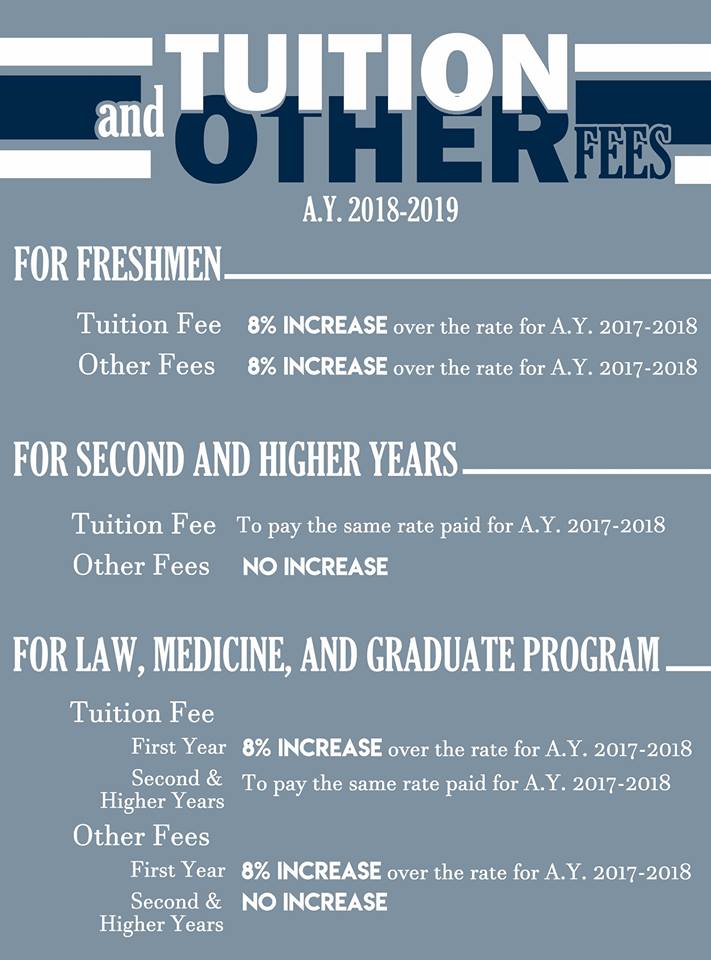 TUITION
and OTHER FEES
A.Y. 2018-2019
FOR FRESHMEN
Tuition Fee 8% INCREASE over the rate for A.Y. 2017-2018
Other Fees 8% INCREASE over the rate for A.Y. 2017-2018
FOR SECOND AND HIGHER YEARS
Tuition Fee To pay the same rate paid for A.Y. 2017-2018
Other Fees NO INCREASE
FOR LAW, MEDICINE, AND GRADUATE PROGRAM
Tuition Fee
First Year 8% INCREASE over the rate for A.Y. 2017-2018
Second & To pay the same rate paid for A.Y. 2017-2018
Higher Years
Other Fees
First Year 8% INCREASE over the rate for A.Y. 2017-2018
Second & NO INCREASE
Higher Years